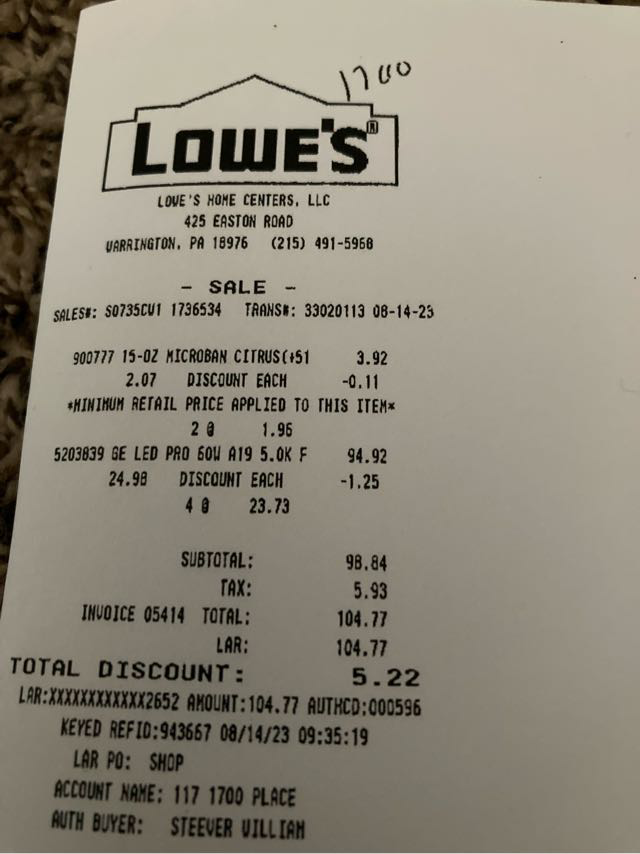 1700
LOWE'S®
LOWE'S HOME CENTERS, LLC
425 EASTON ROAD
WARRINGTON, PA 18976 (215) 491-5968
- SALE -
SALES#: S0735CW1 1736534 TRANS#: 33020113 08-14-23
900777 15-OZ MICROBAN CITRUS(+51 3.92
2.07 DISCOUNT EACH -0.11
*MINIMUM RETAIL PRICE APPLIED TO THIS ITEM*
2 @ 1.96
5203839 GE LED PRO 60W A19 5.0K F 94.92
24.98 DISCOUNT EACH -1.25
4 @ 23.73
SUBTOTAL: 98.84
TAX: 5.93
INVOICE 05414 TOTAL: 104.77
LAR: 104.77
TOTAL DISCOUNT: 5.22
LAR:XXXXXXXXXXXX2652 AMOUNT:104.77 AUTHCD:000596
KEYED REFID:943667 08/14/23 09:35:19
LAR PO: SHOP
ACCOUNT NAME: 117 1700 PLACE
AUTH BUYER: STEEVER WILLIAM